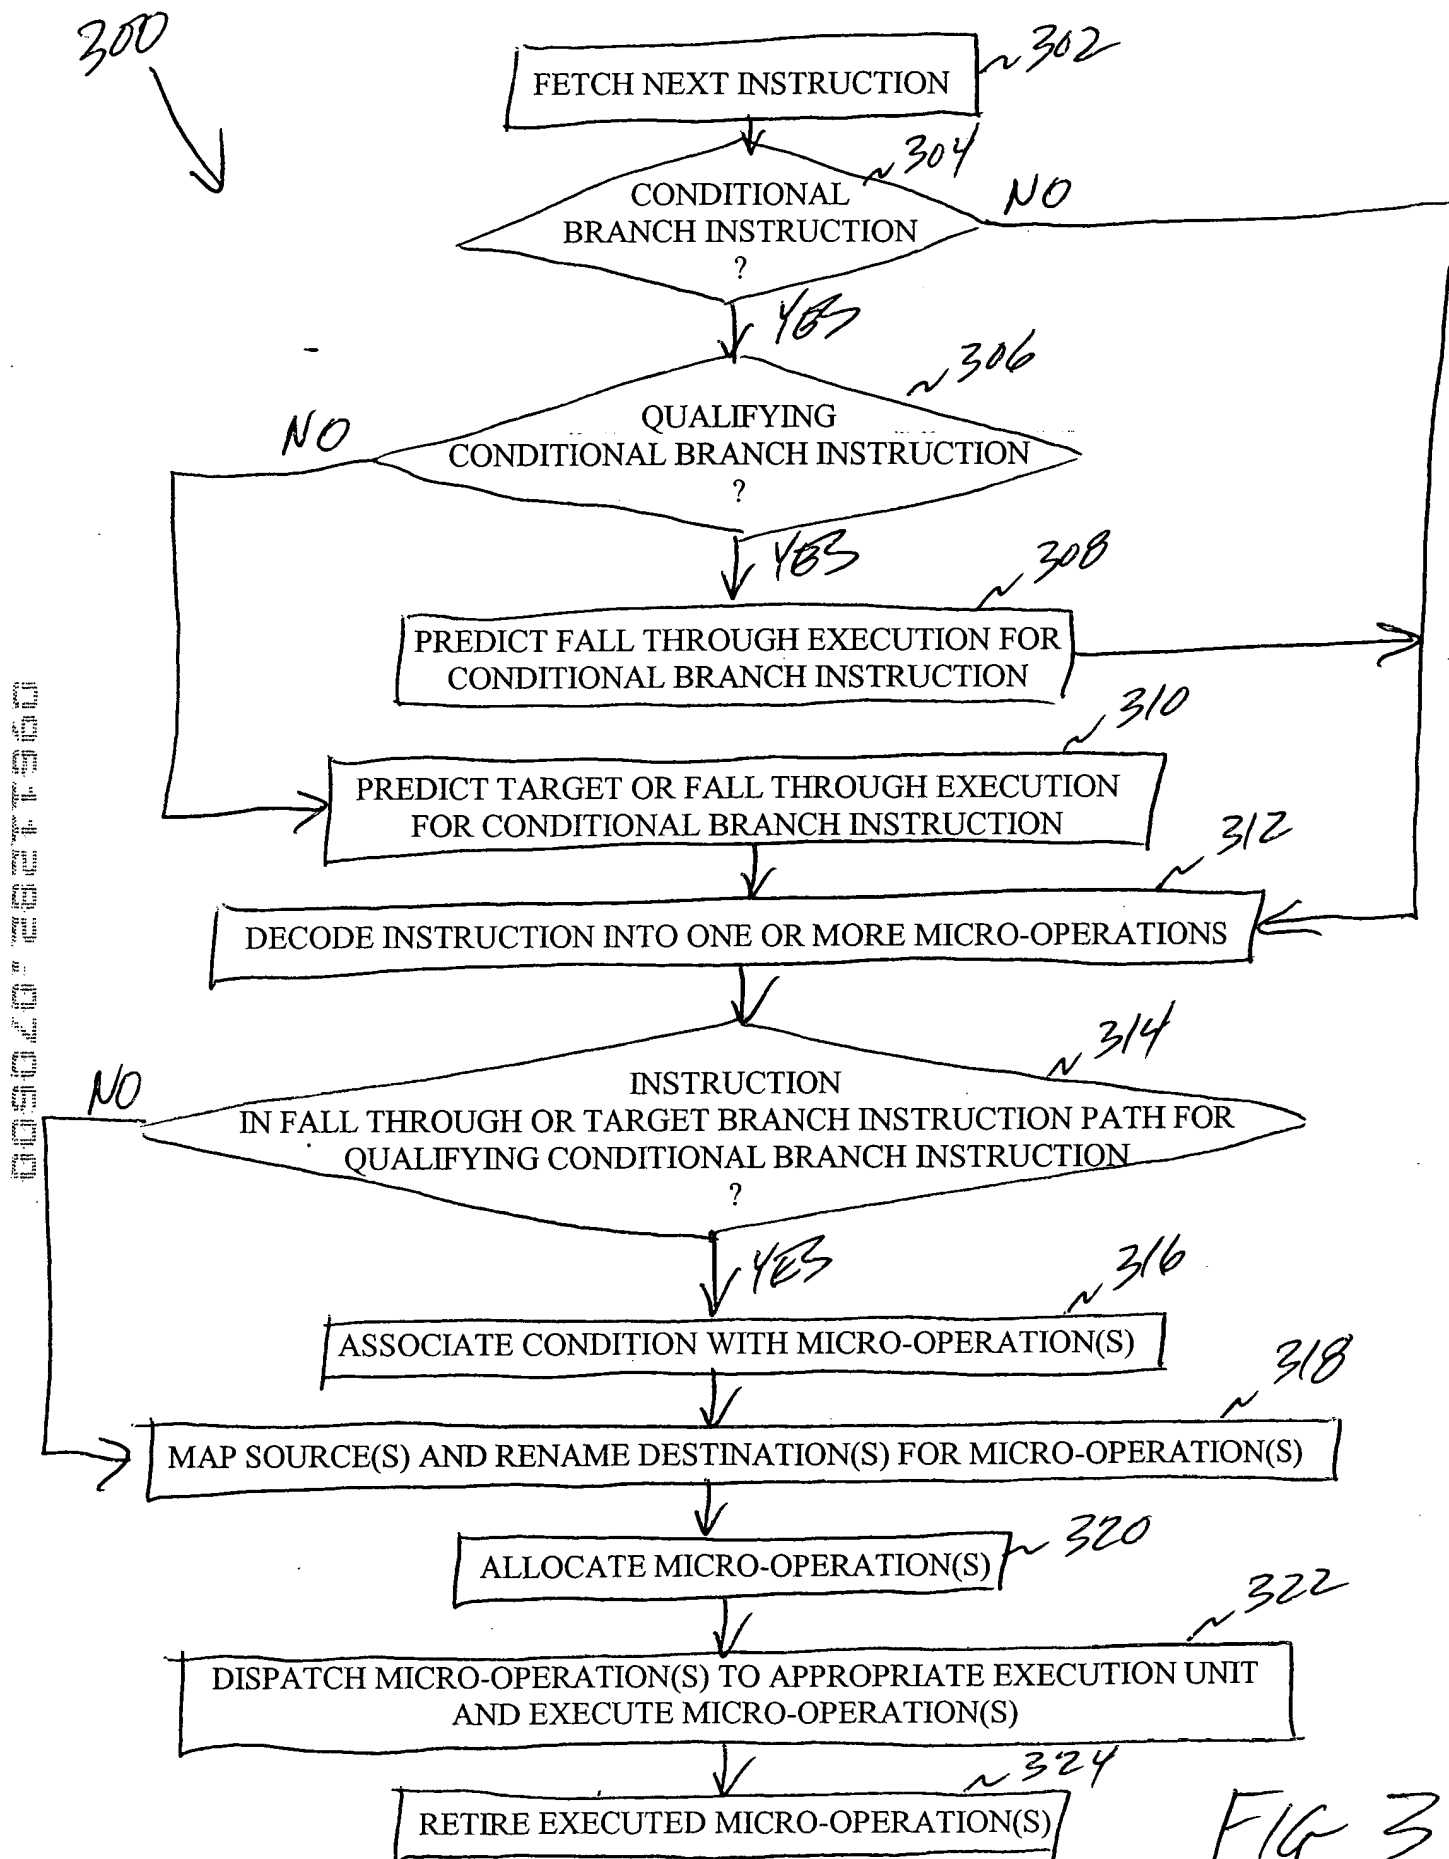 300
302
FETCH NEXT INSTRUCTION
304
CONDITIONAL
BRANCH INSTRUCTION
?
NO
YES
306
QUALIFYING
CONDITIONAL BRANCH INSTRUCTION
?
NO
YES
308
PREDICT FALL THROUGH EXECUTION FOR
CONDITIONAL BRANCH INSTRUCTION
310
PREDICT TARGET OR FALL THROUGH EXECUTION
FOR CONDITIONAL BRANCH INSTRUCTION
312
DECODE INSTRUCTION INTO ONE OR MORE MICRO-OPERATIONS
314
INSTRUCTION
IN FALL THROUGH OR TARGET BRANCH INSTRUCTION PATH FOR
QUALIFYING CONDITIONAL BRANCH INSTRUCTION
?
NO
YES
316
ASSOCIATE CONDITION WITH MICRO-OPERATION(S)
318
MAP SOURCE(S) AND RENAME DESTINATION(S) FOR MICRO-OPERATION(S)
320
ALLOCATE MICRO-OPERATION(S)
322
DISPATCH MICRO-OPERATION(S) TO APPROPRIATE EXECUTION UNIT
AND EXECUTE MICRO-OPERATION(S)
324
RETIRE EXECUTED MICRO-OPERATION(S)
FIG 3
09611282.070600